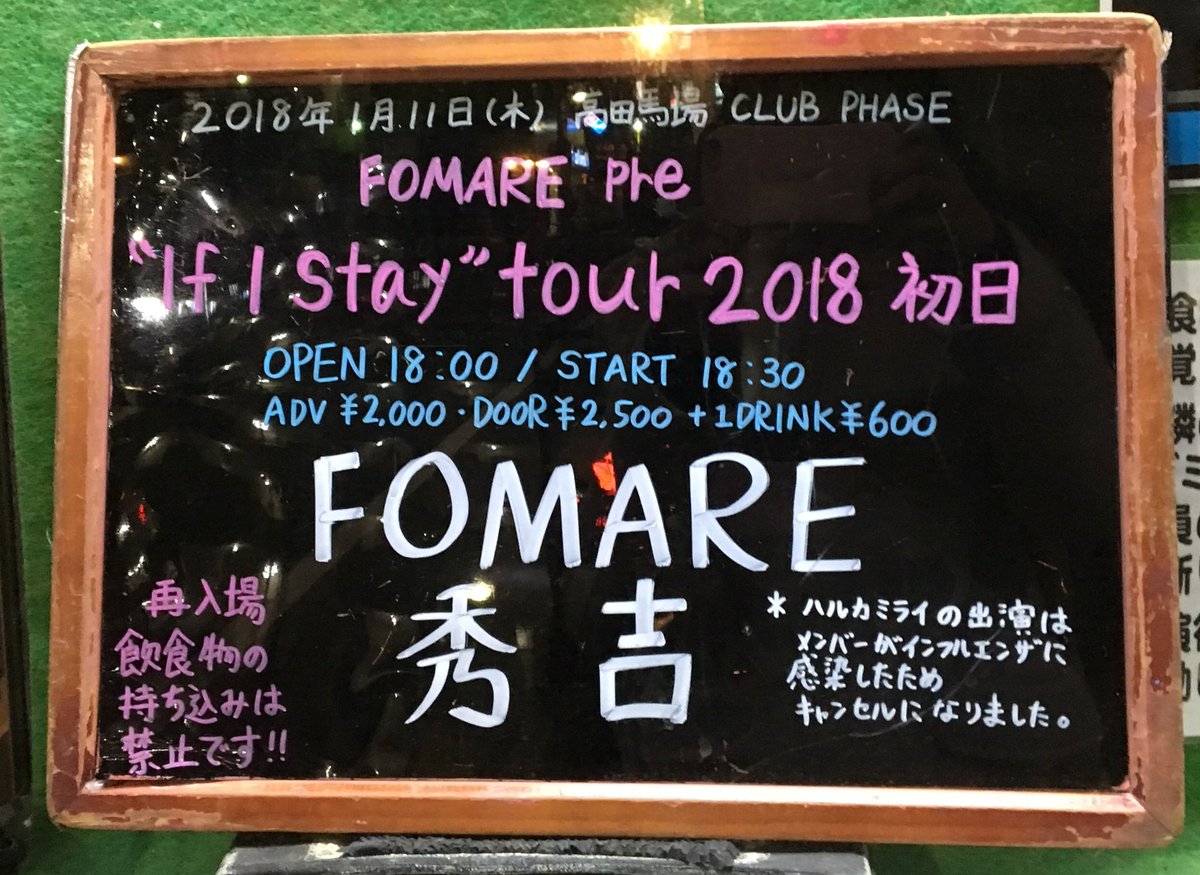 2018年1月11日(木) 高田馬場 CLUB PHASE
FOMARE pre
"If I stay" tour 2018 初日
OPEN 18:00 / START 18:30
ADV ¥2,000・DOOR ¥2,500 +1DRINK ¥600
FOMARE
秀吉
再入場
飲食物の
持ち込みは
禁止です!!
* ハルカミライの出演は
メンバーがインフルエンザに
感染したため
キャンセルになりました。